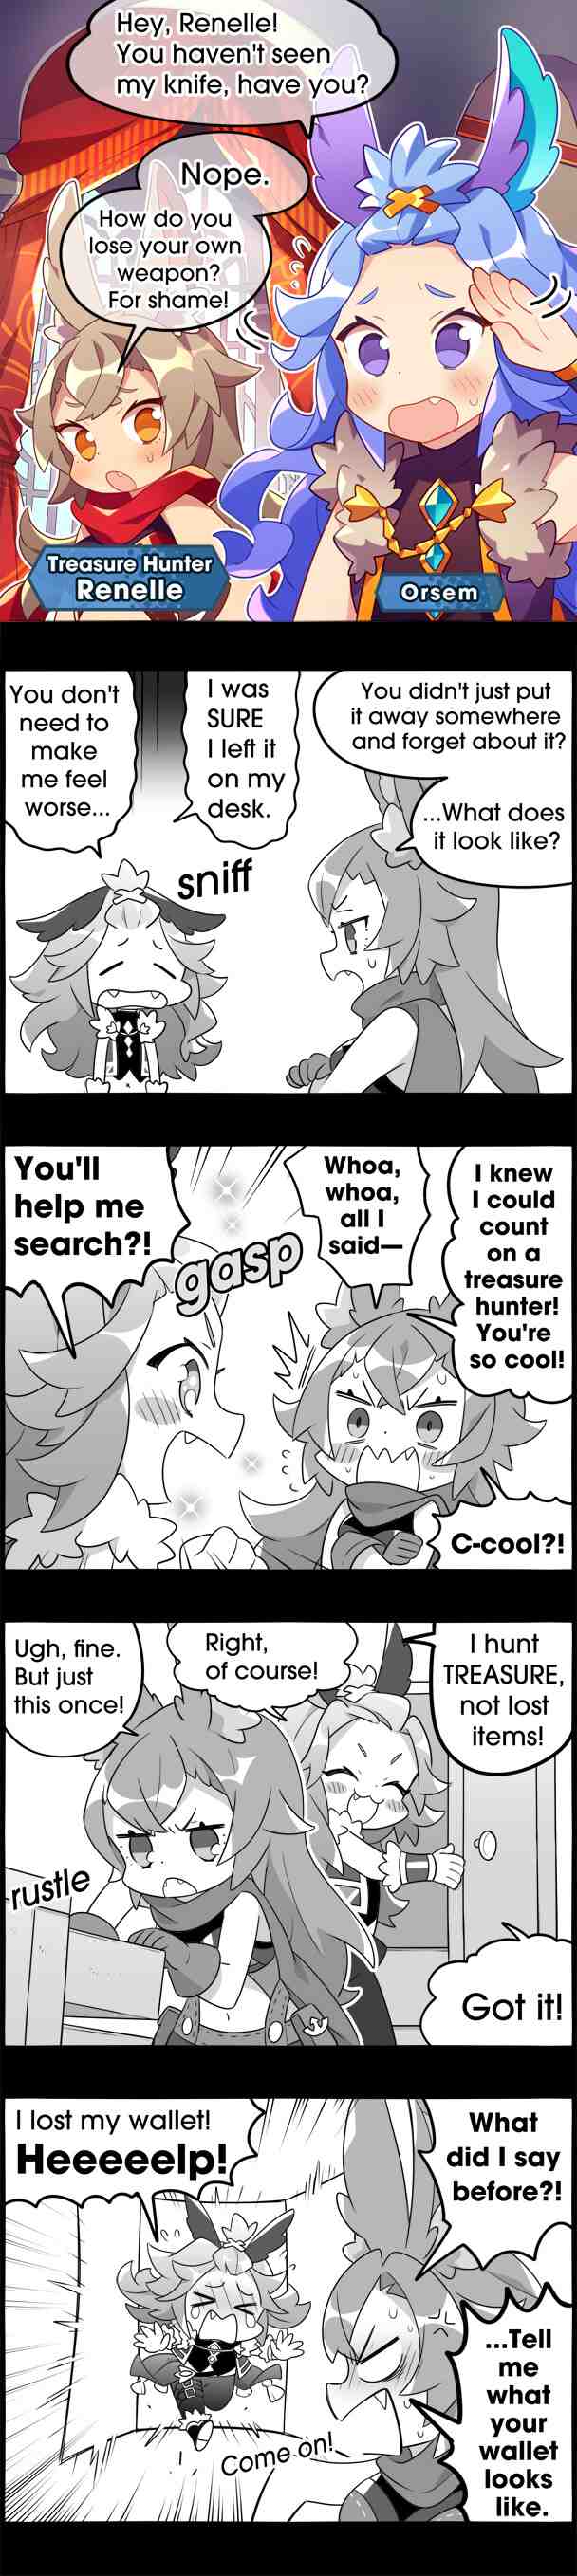 Hey, Renelle!
You haven't seen
my knife, have you?
Nope.
How do you
lose your own
weapon?
For shame!
Treasure Hunter
Renelle
Orsem
You didn't just put
it away somewhere
and forget about it?
...What does
it look like?
I was
SURE
I left it
on my
desk.
You don't
need to
make
me feel
worse...
sniff
You'll
help me
search?!
gasp
Whoa,
whoa,
all I
said—
I knew
I could
count
on a
treasure
hunter!
You're
so cool!
C-cool?!
Ugh, fine.
But just
this once!
Right,
of course!
I hunt
TREASURE,
not lost
items!
rustle
Got it!
I lost my wallet!
Heeeeelp!
What
did I say
before?!
...Tell
me
what
your
wallet
looks
like.
Come on!